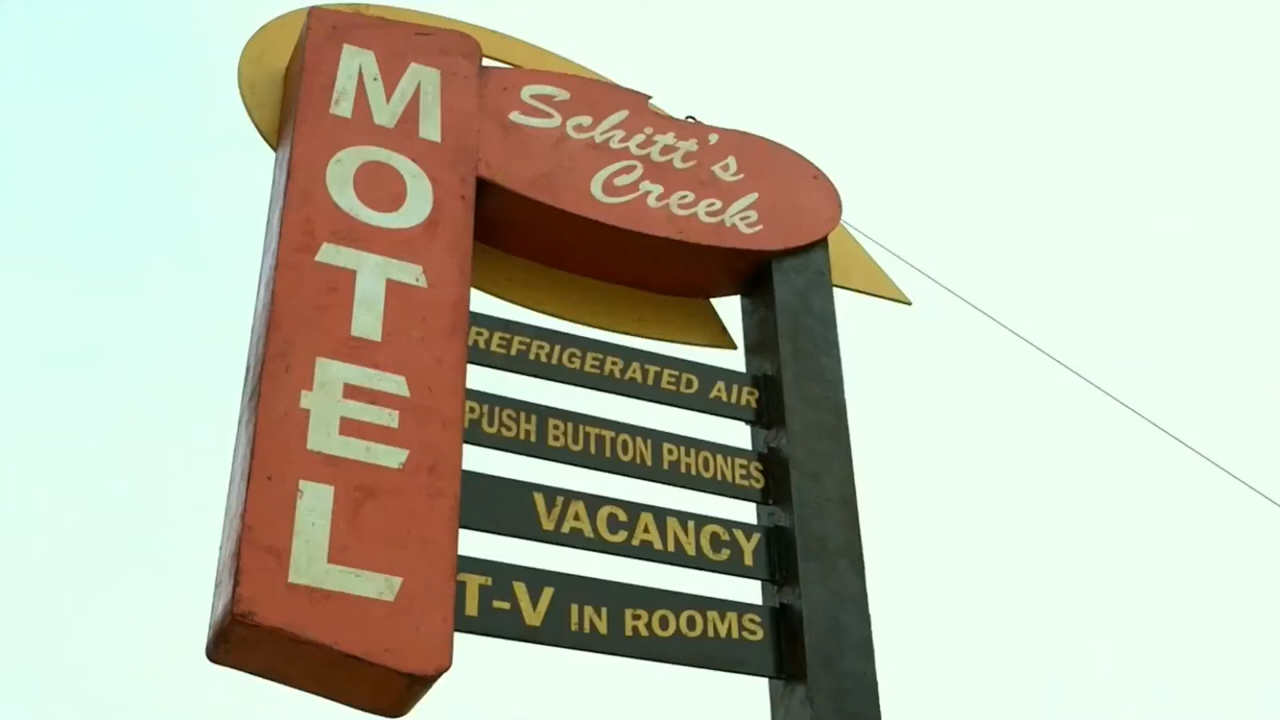 MOTEL
Schitt's
Creek
REFRIGERATED AIR
PUSH BUTTON PHONES
VACANCY
T-V IN ROOMS